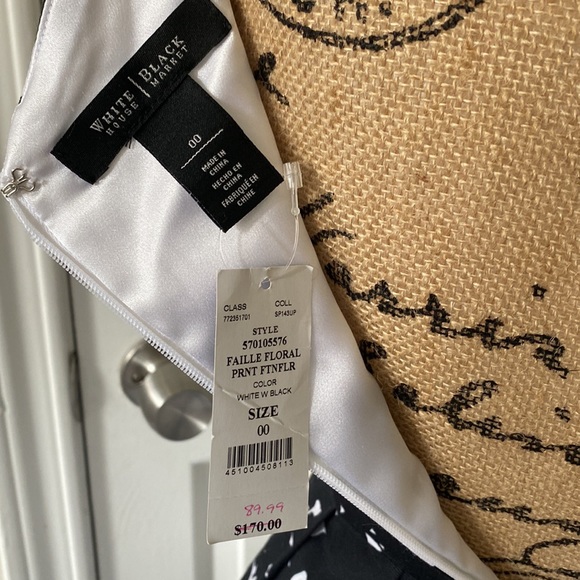 WHITE HOUSE | BLACK MARKET
00
MADE IN
CHINA
HECHO EN
CHINA
FABRIQUÉ EN
CHINE
CLASS COLL
772351701 SP143UP
STYLE
570105576
FAILLE FLORAL
PRNT FTNFLR
COLOR
WHITE W BLACK
SIZE
00
451004508113
89.99
$170.00